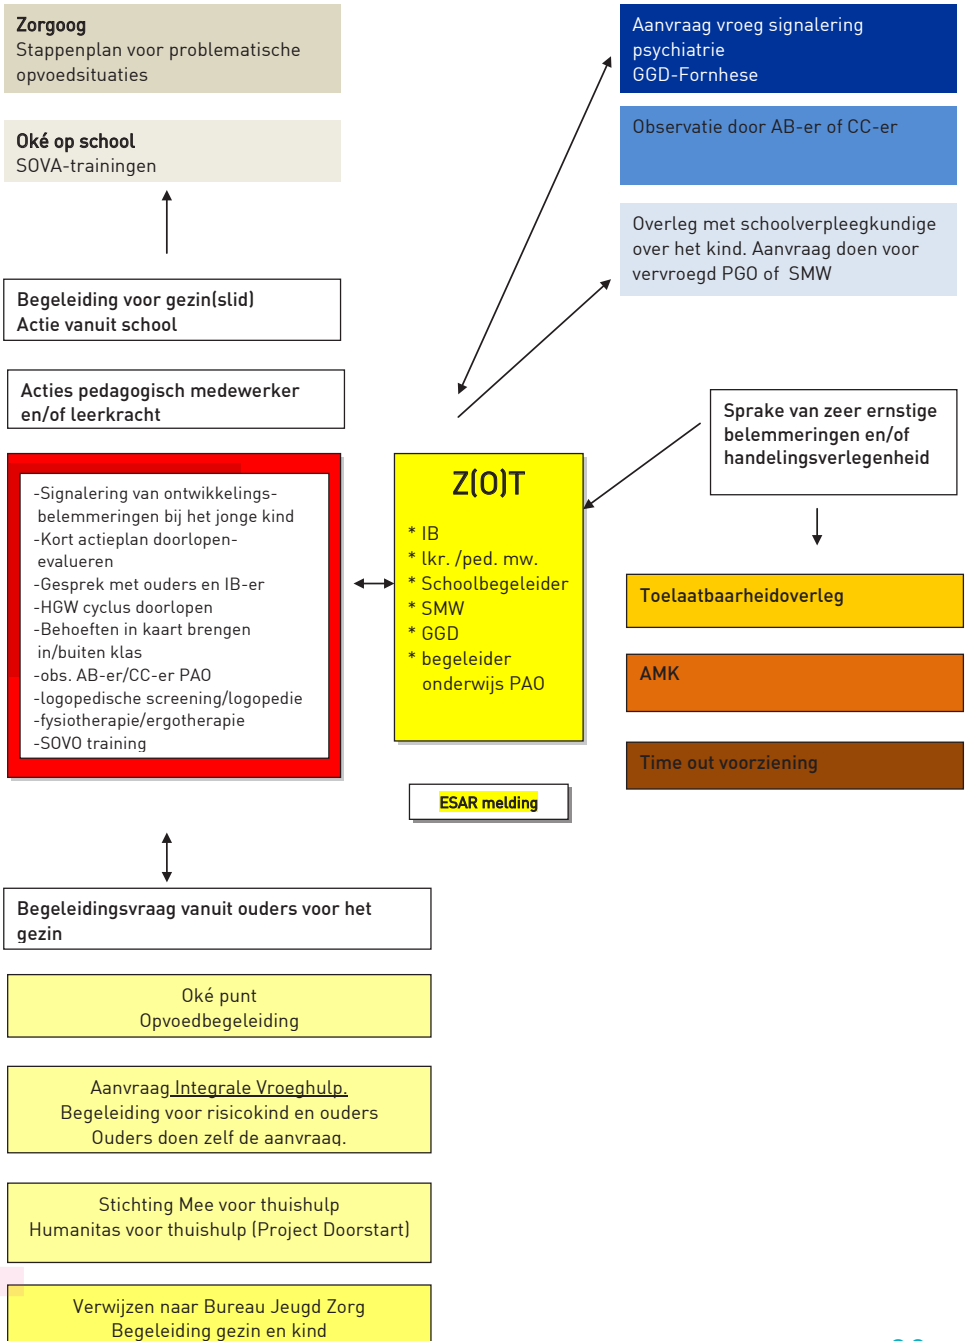 Zorgoog
Stappenplan voor problematische
opvoedsituaties
Oké op school
SOVA-trainingen
Begeleiding voor gezin(slid)
Actie vanuit school
Acties pedagogisch medewerker
en/of leerkracht
-Signalering van ontwikkelings-
belemmeringen bij het jonge kind
-Kort actieplan doorlopen-
evalueren
-Gesprek met ouders en IB-er
-HGW cyclus doorlopen
-Behoeften in kaart brengen
in/buiten klas
-obs. AB-er/CC-er PAO
-logopedische screening/logopedie
-fysiotherapie/ergotherapie
-SOVO training
Z(O)T
* IB
* lkr. /ped. mw.
* Schoolbegeleider
* SMW
* GGD
* begeleider
onderwijs PAO
ESAR melding
Aanvraag vroeg signalering
psychiatrie
GGD-Fornhese
Observatie door AB-er of CC-er
Overleg met schoolverpleegkundige
over het kind. Aanvraag doen voor
vervroegd PGO of SMW
Sprake van zeer ernstige
belemmeringen en/of
handelingsverlegenheid
Toelaatbaarheidoverleg
AMK
Time out voorziening
Begeleidingsvraag vanuit ouders voor het
gezin
Oké punt
Opvoedbegeleiding
Aanvraag Integrale Vroeghulp.
Begeleiding voor risicokind en ouders
Ouders doen zelf de aanvraag.
Stichting Mee voor thuishulp
Humanitas voor thuishulp (Project Doorstart)
Verwijzen naar Bureau Jeugd Zorg
Begeleiding gezin en kind